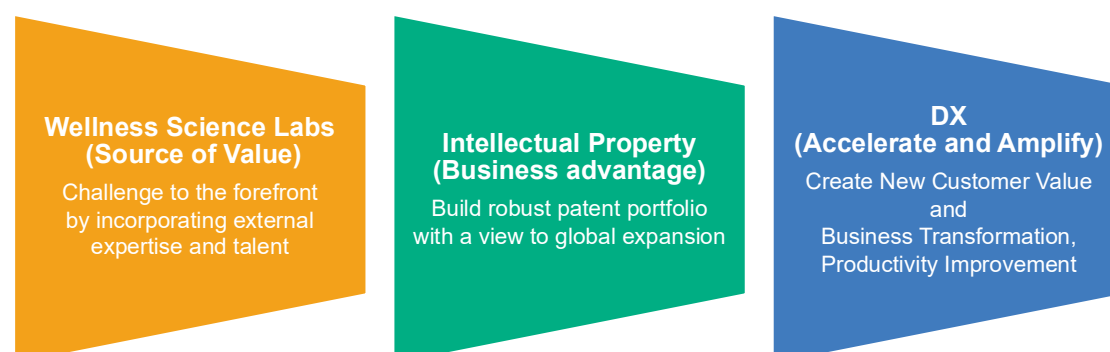 Wellness Science Labs
(Source of Value)
Challenge to the forefront
by incorporating external
expertise and talent
Intellectual Property
(Business advantage)
Build robust patent portfolio
with a view to global expansion
DX
(Accelerate and Amplify)
Create New Customer Value
and
Business Transformation,
Productivity Improvement